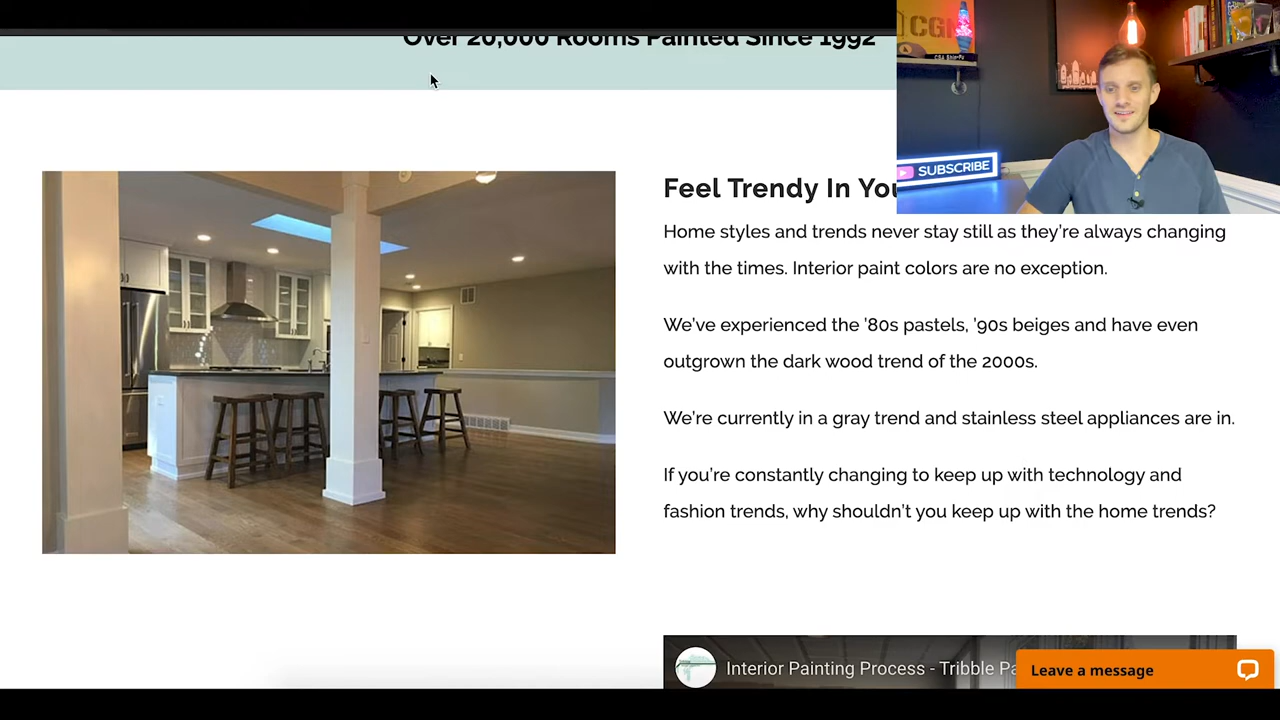 Over 20,000 Rooms Painted Since 1992
CGN
SUBSCRIBE
Feel Trendy In
Home styles and trends never stay still as they're always changing
with the times. Interior paint colors are no exception.
We've experienced the '80s pastels, '90s beiges and have even
outgrown the dark wood trend of the 2000s.
We're currently in a gray trend and stainless steel appliances are in.
If you're constantly changing to keep up with technology and
fashion trends, why shouldn't you keep up with the home trends?
Interior Painting Process - Tribble
Leave a message